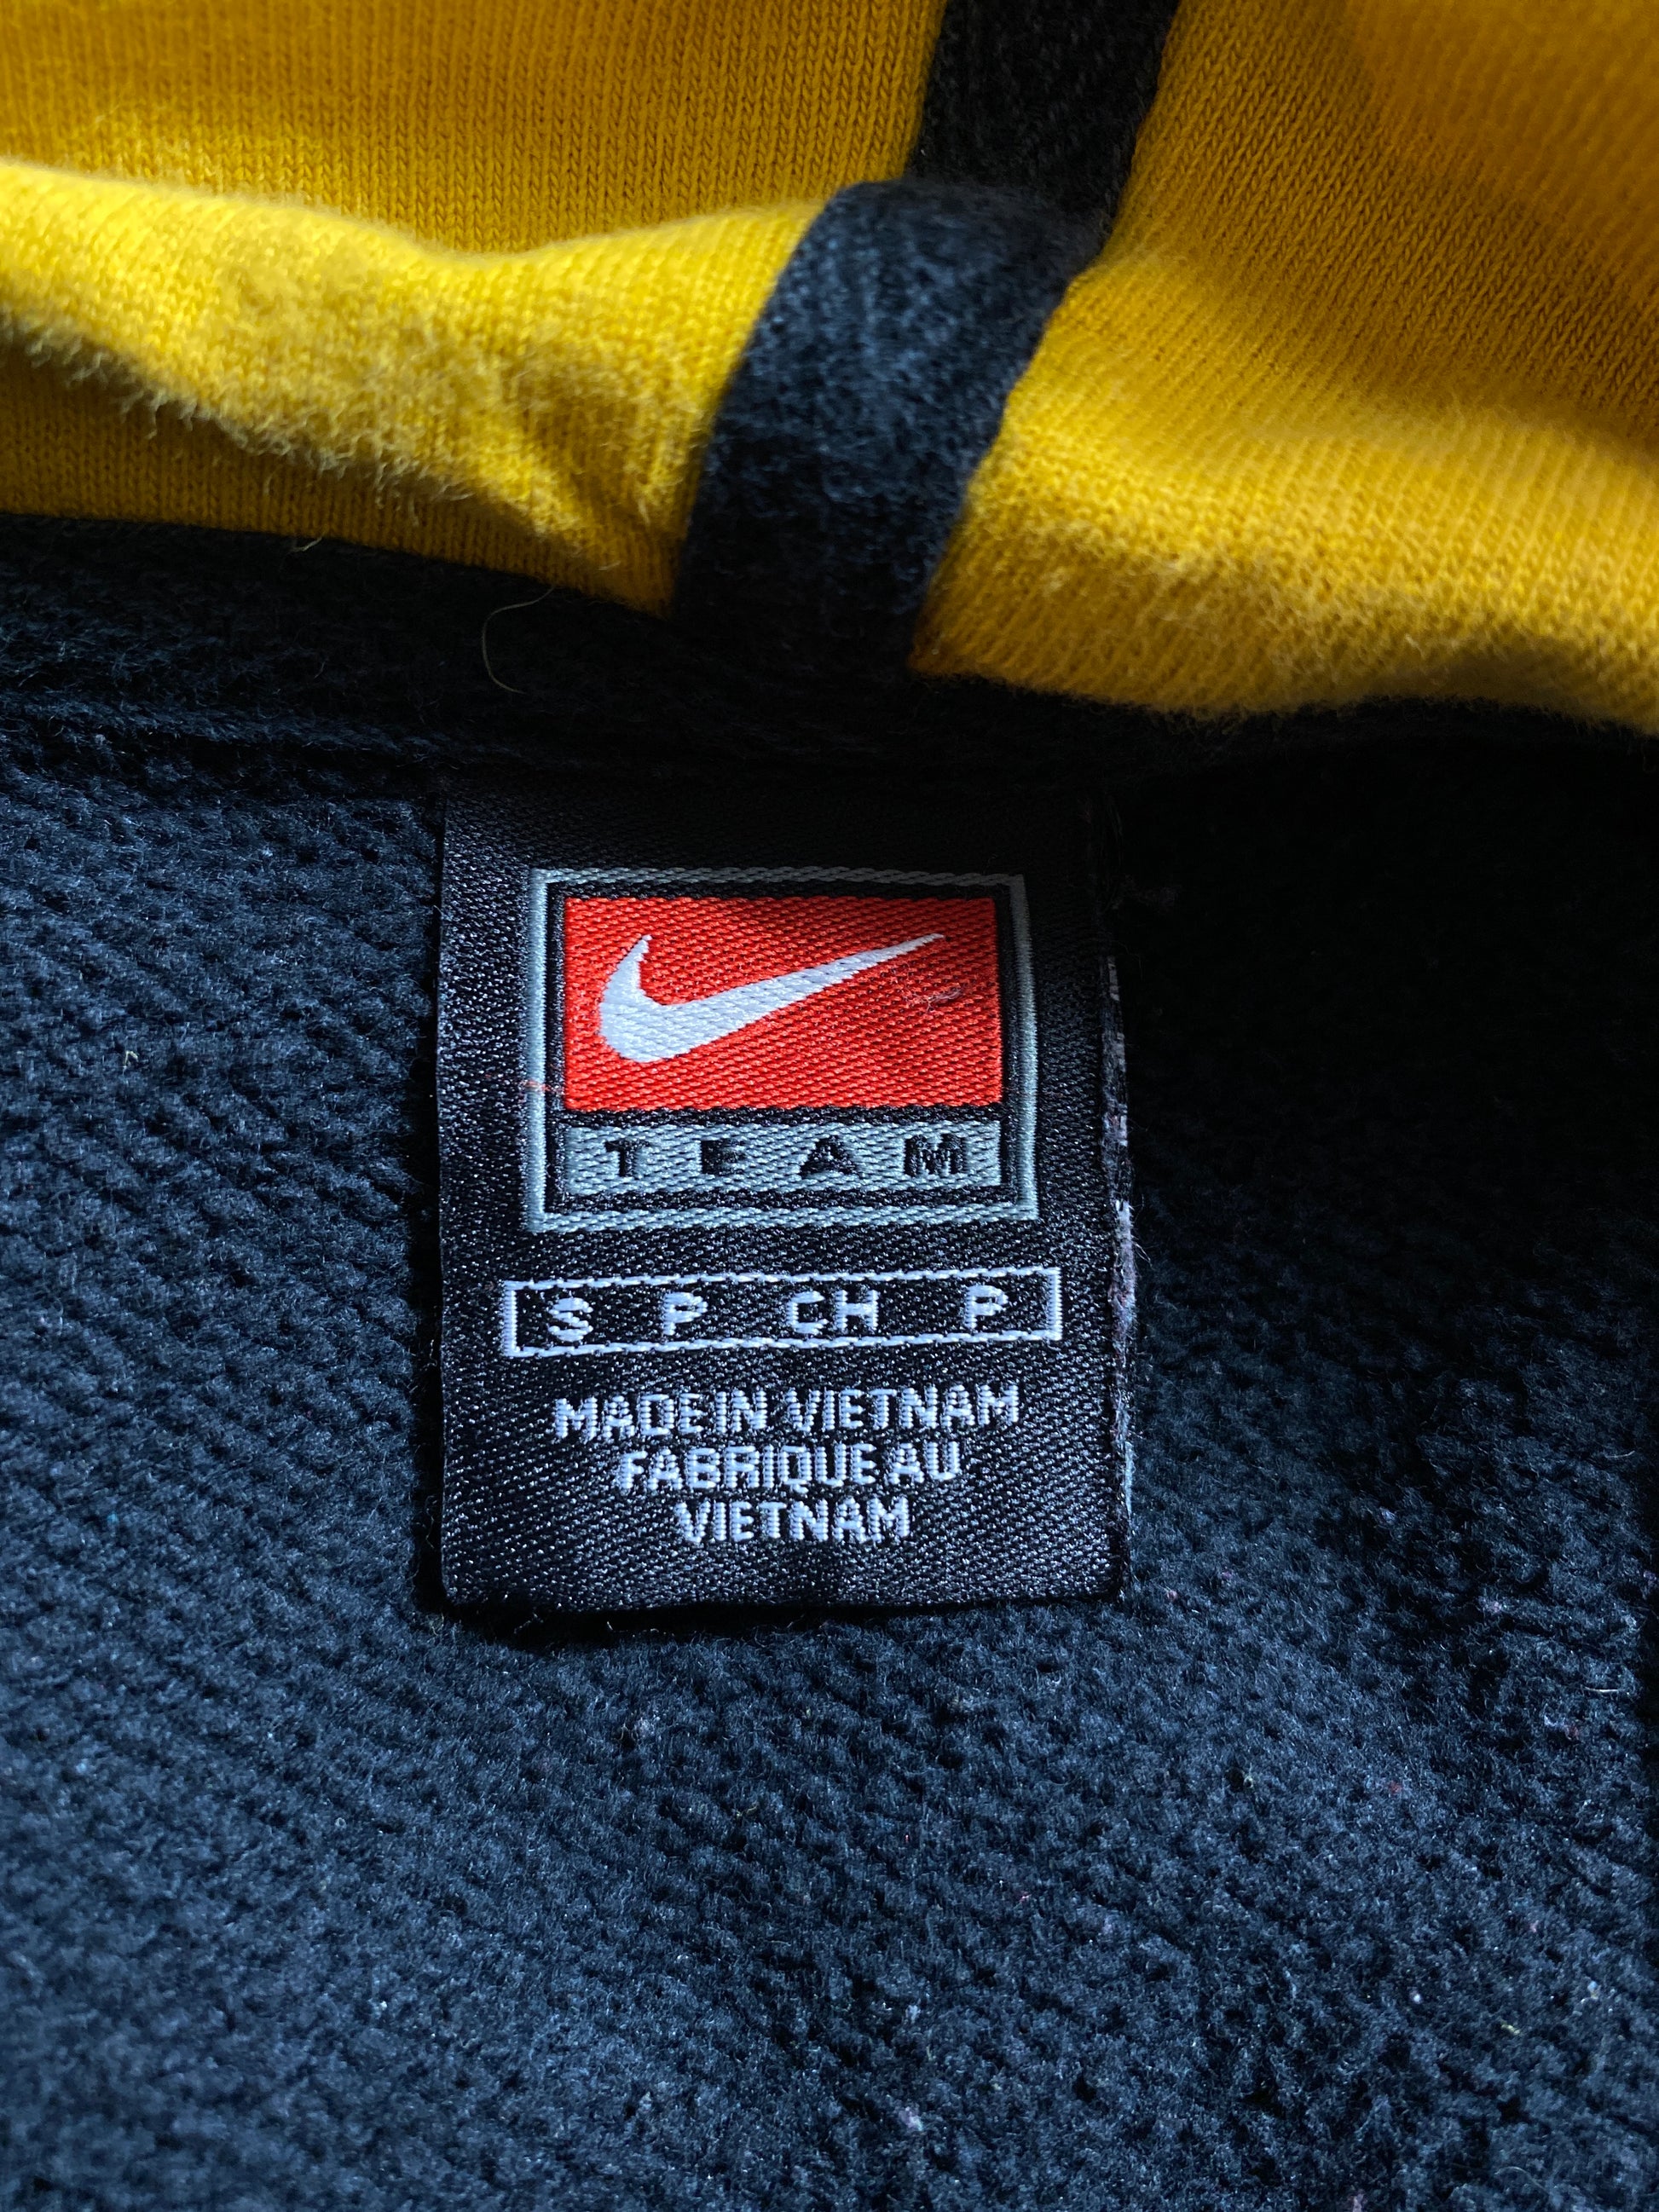 TEAM
S P CH P
MADE IN VIETNAM
FABRIQUE AU
VIETNAM